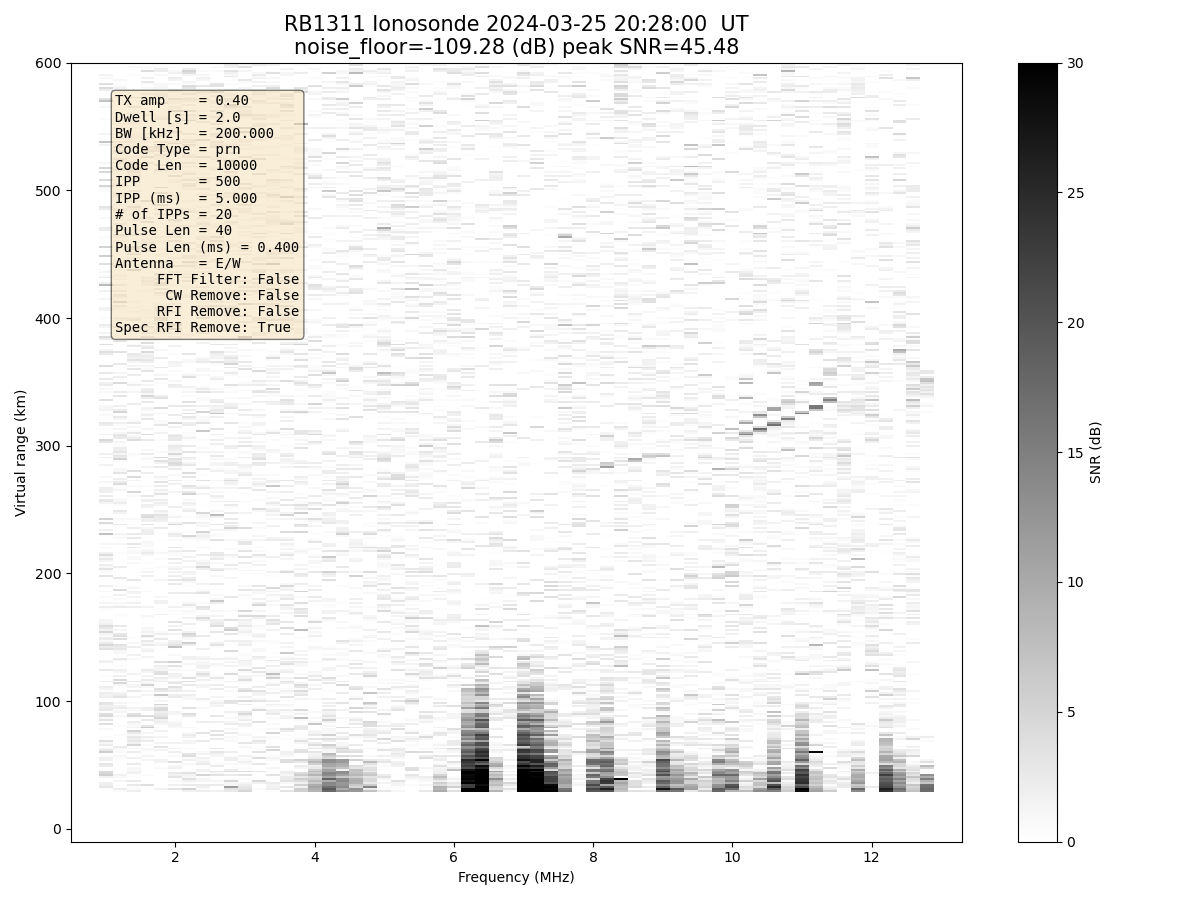 RB1311 Ionosonde 2024-03-25 20:28:00  UT
noise_floor=-109.28 (dB) peak SNR=45.48
TX amp    = 0.40
Dwell [s] = 2.0
BW [kHz]  = 200.000
Code Type = prn
Code Len  = 10000
IPP       = 500
IPP (ms)  = 5.000
# of IPPs = 20
Pulse Len = 40
Pulse Len (ms) = 0.400
Antenna   = E/W
FFT Filter: False
CW Remove: False
RFI Remove: False
Spec RFI Remove: True
Virtual range (km)
600
500
400
300
200
100
0
2 4 6 8 10 12
Frequency (MHz)
30
25
20
15
10
5
0
SNR (dB)